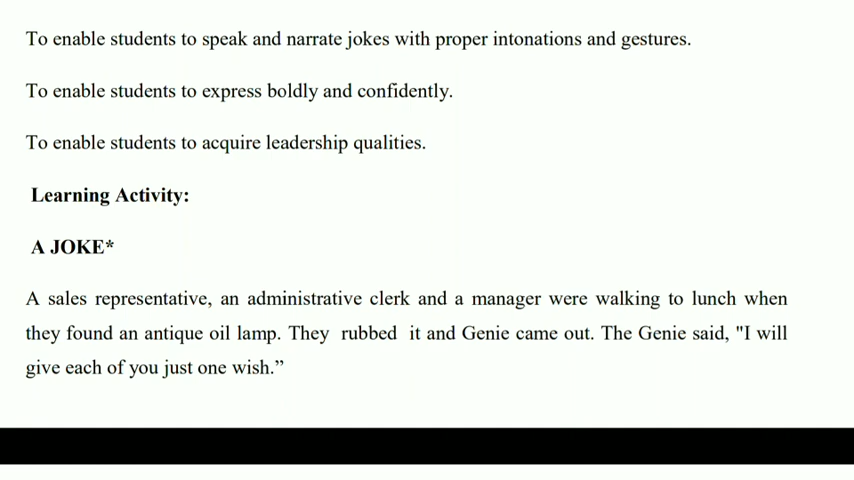 To enable students to speak and narrate jokes with proper intonations and gestures.
To enable students to express boldly and confidently.
To enable students to acquire leadership qualities.
Learning Activity:
A JOKE*
A sales representative, an administrative clerk and a manager were walking to lunch when
they found an antique oil lamp. They rubbed it and Genie came out. The Genie said, "I will
give each of you just one wish.”